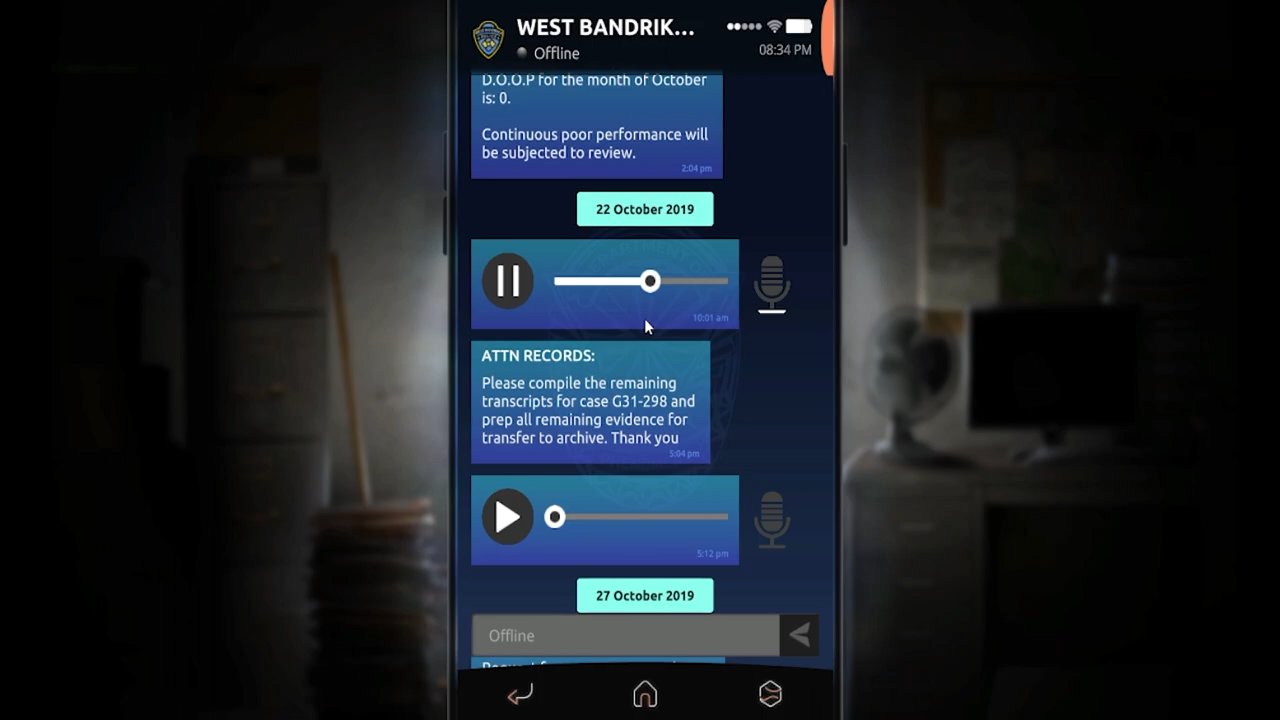 WEST BANDRIK...
Offline
08:34 PM
D.O.O.P for the month of October
is: 0.
Continuous poor performance will
be subjected to review.
2:04 pm
22 October 2019
10:01 am
ATTN RECORDS:
Please compile the remaining
transcripts for case G31-298 and
prep all remaining evidence for
transfer to archive. Thank you
5:04 pm
5:12 pm
27 October 2019
Offline